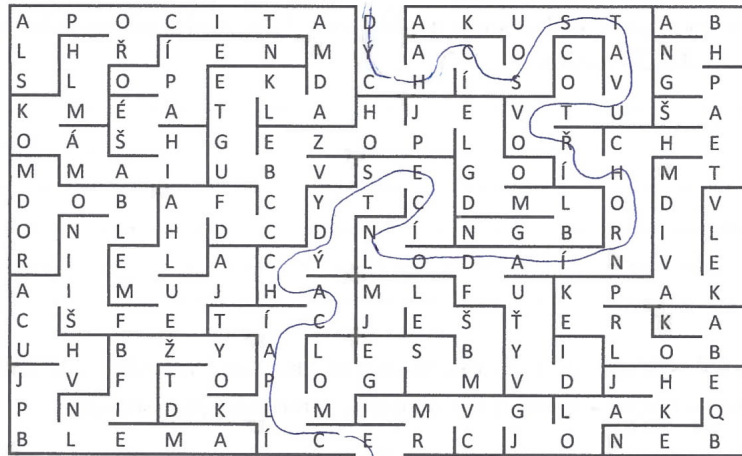 A P O C I T A D A K U S T A B
L H Ř Í E N M Ý A C O C A N H
S L O P E K D C H Í S O V G P
K M É A T L A H J E V T U Š A
O Á Š H G E Z O P L O Ř C H E
M M A I U B V S E G O Í H M T
D O B A F C Y T C D M L O D V
O N L H D C D N Í N G B R I L
R I E L A C Ý L O D A Í N V E
A I M U J H A M L F U K P A K
C Š F E T Í C J E Š Ť E R K A
U H B Ž Y A L E S B Y I L O B
J V F T O P O G M V D J H E
P N I D K L M I M V G L A K Q
B L E M A Í C E R C J O N E B